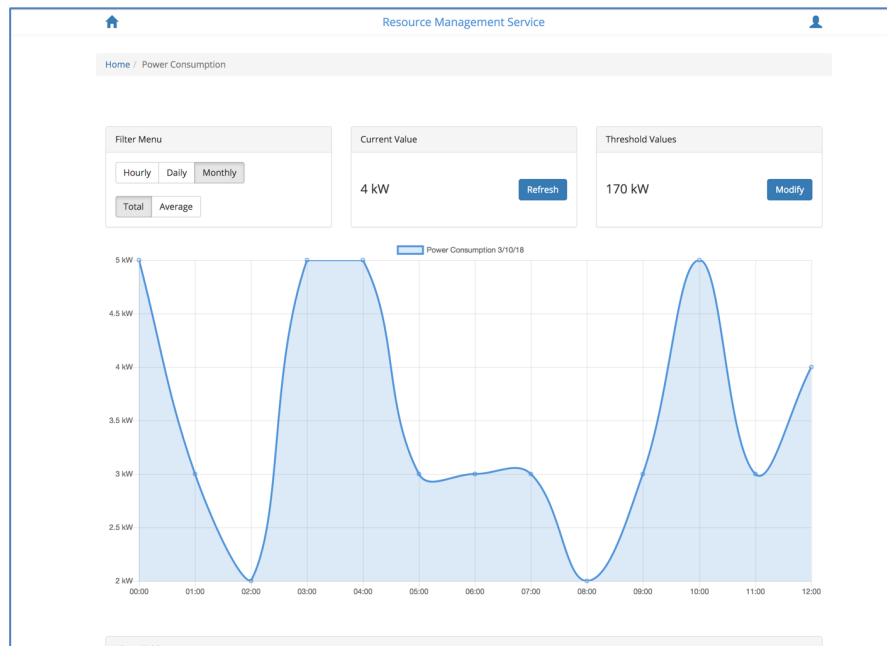 Resource Management Service
Home / Power Consumption
Filter Menu
Hourly Daily Monthly
Total Average
Current Value
4 kW
Refresh
Threshold Values
170 kW
Modify
Power Consumption 3/10/18
5 kW
4.5 kW
4 kW
3.5 kW
3 kW
2.5 kW
2 kW
00:00 01:00 02:00 03:00 04:00 05:00 06:00 07:00 08:00 09:00 10:00 11:00 12:00